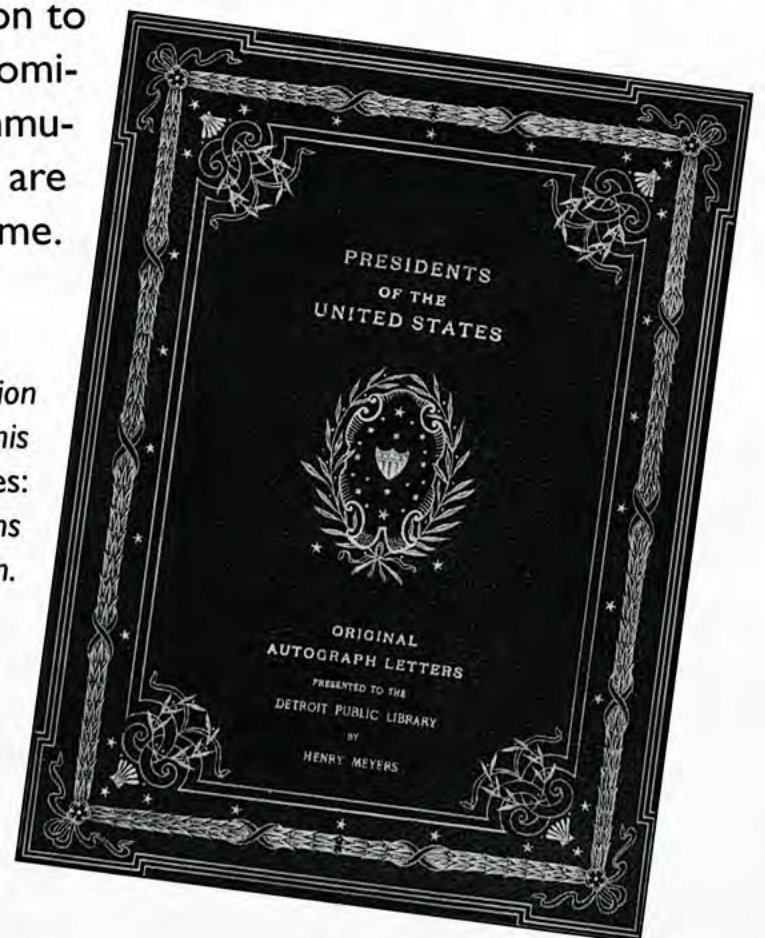 on to
omi-
mu-
are
me.
ion
his
es:
ns
n.
PRESIDENTS
OF THE
UNITED STATES
ORIGINAL
AUTOGRAPH LETTERS
PRESENTED TO THE
DETROIT PUBLIC LIBRARY
BY
HENRY MEYERS